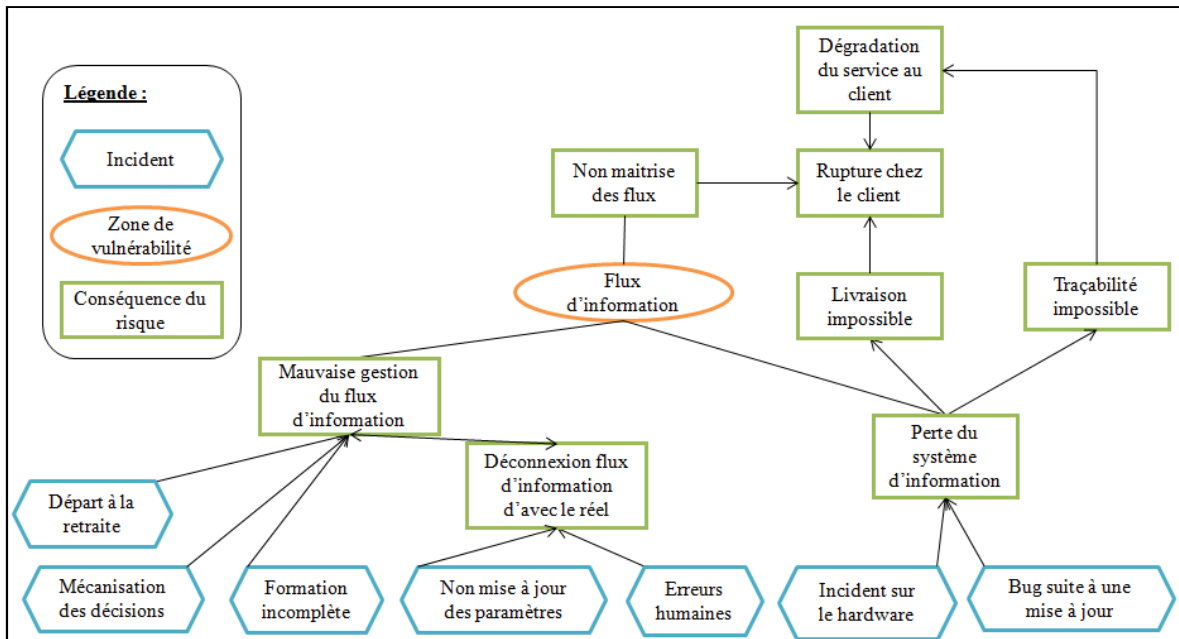 Légende :
Incident
Zone de
vulnérabilité
Conséquence du
risque
Dégradation
du service au
client
Non maitrise
des flux
Rupture chez
le client
Flux
d'information
Livraison
impossible
Traçabilité
impossible
Mauvaise gestion
du flux
d'information
Déconnexion flux
d'information
d'avec le réel
Perte du
système
d'information
Départ à la
retraite
Mécanisation
des décisions
Formation
incomplète
Non mise à jour
des paramètres
Erreurs
humaines
Incident sur
le hardware
Bug suite à une
mise à jour